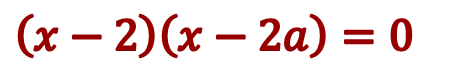 (x − 2)(x − 2a) = 0